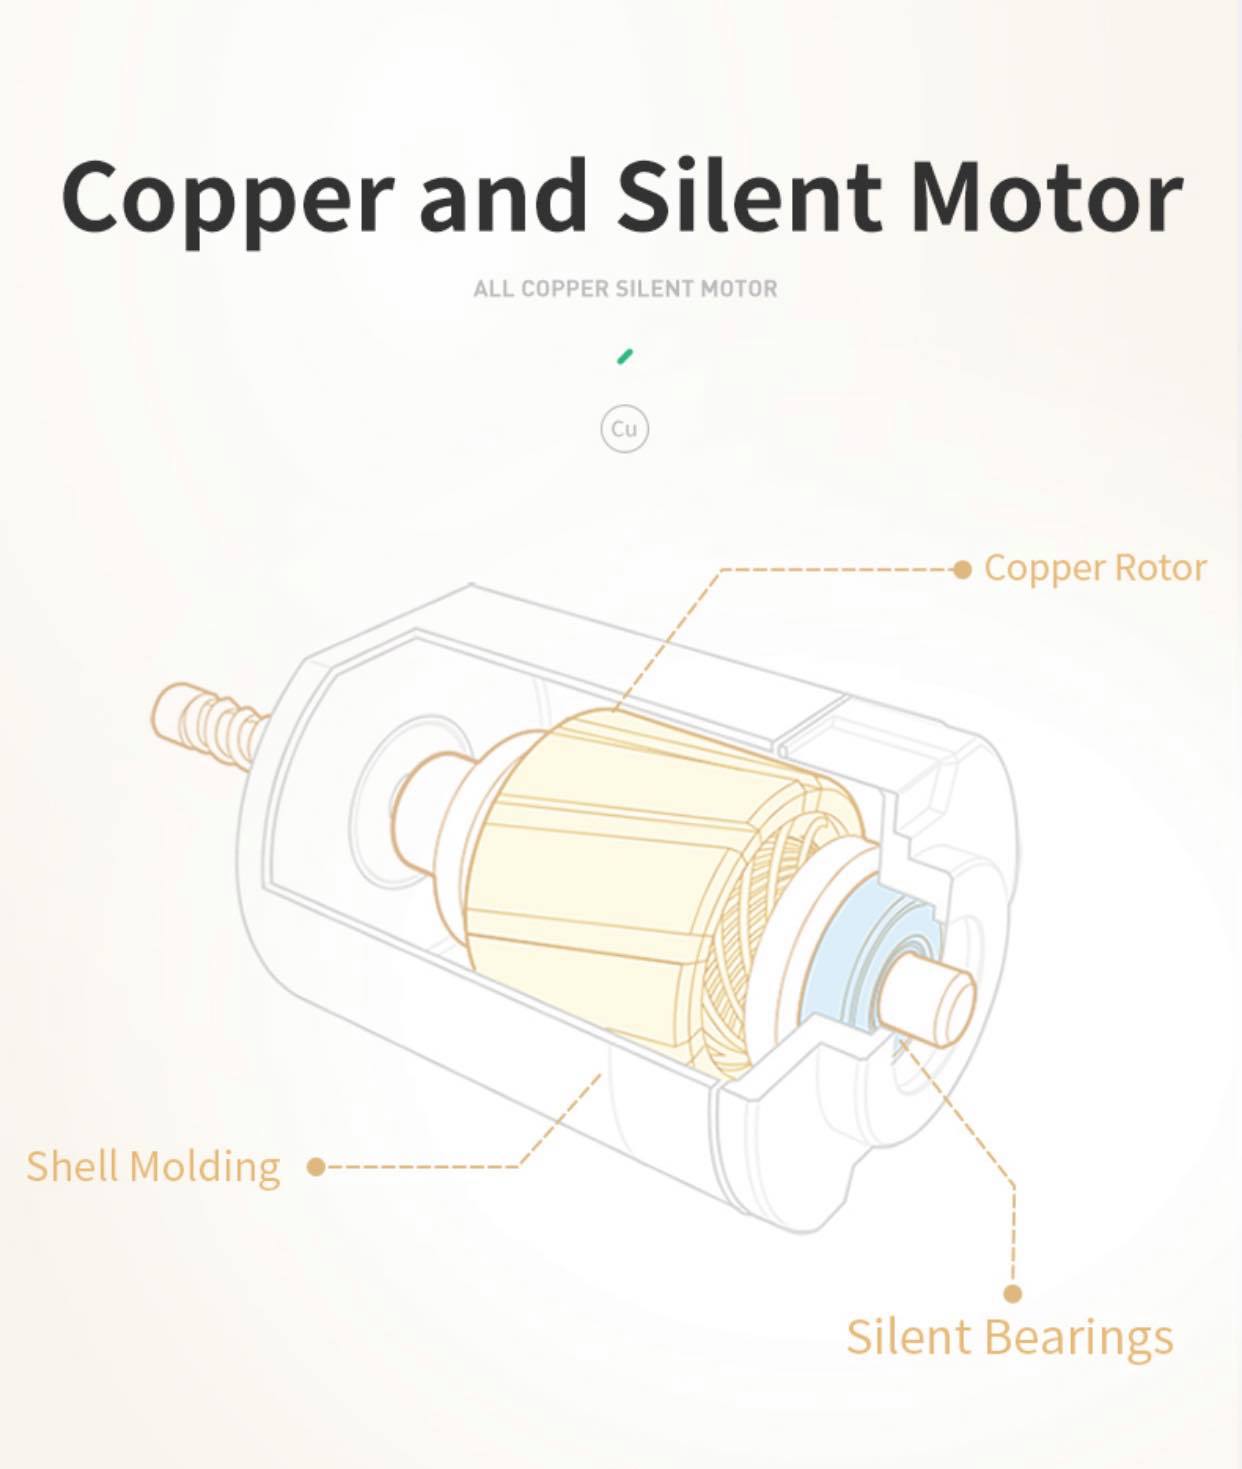 Copper and Silent Motor
ALL COPPER SILENT MOTOR
Cu
Copper Rotor
Shell Molding
Silent Bearings